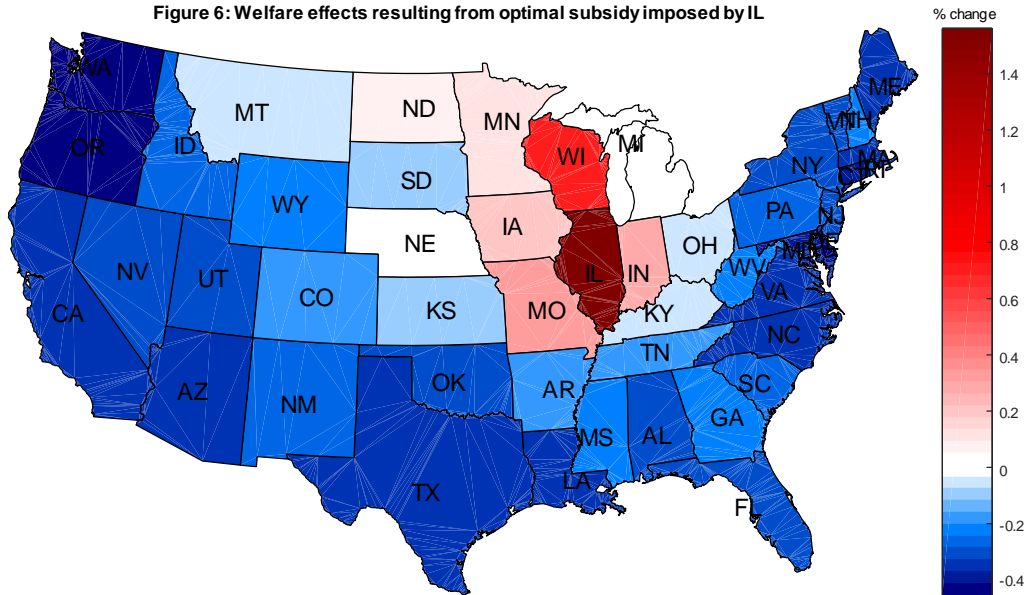 Figure 6: Welfare effects resulting from optimal subsidy imposed by IL
% change
WA
MT
ND
MN
ME
OR
ID
SD
WI
MI
NH
NY
MA
WY
NE
IA
PA
NJ
NV
UT
CO
KS
MO
IL
IN
OH
WV
MD
VA
CA
KY
NC
AZ
NM
OK
AR
TN
SC
TX
LA
MS
AL
GA
FL
1.4
1.2
1
0.8
0.6
0.4
0.2
0
-0.2
-0.4